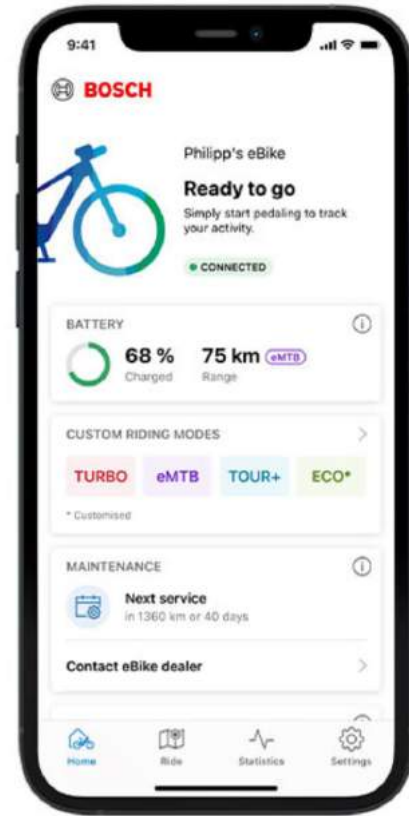 9:41
BOSCH
Philipp's eBike
Ready to go
Simply start pedaling to track
your activity.
CONNECTED
BATTERY
68 % 75 km eMTB
Charged Range
CUSTOM RIDING MODES
TURBO eMTB TOUR+ ECO*
* Customised
MAINTENANCE
Next service
in 1360 km or 40 days
Contact eBike dealer
Home Ride Statistics Settings